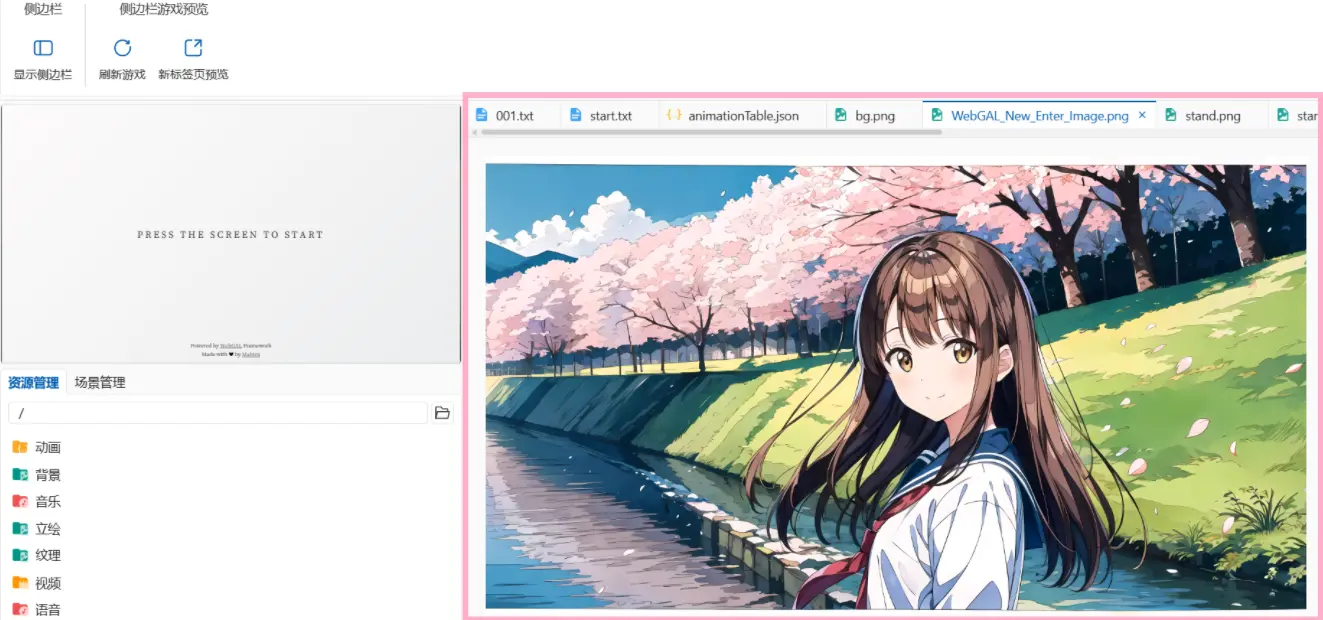 侧边栏
侧边栏游戏预览
显示侧边栏
刷新游戏
新标签页预览
001.txt
start.txt
animationTable.json
bg.png
WebGAL_New_Enter_Image.png
stand.png
star
PRESS THE SCREEN TO START
Powered by WebGAL Framework
Made with ❤ by
资源管理
场景管理
/
动画
背景
音乐
立绘
纹理
视频
语音